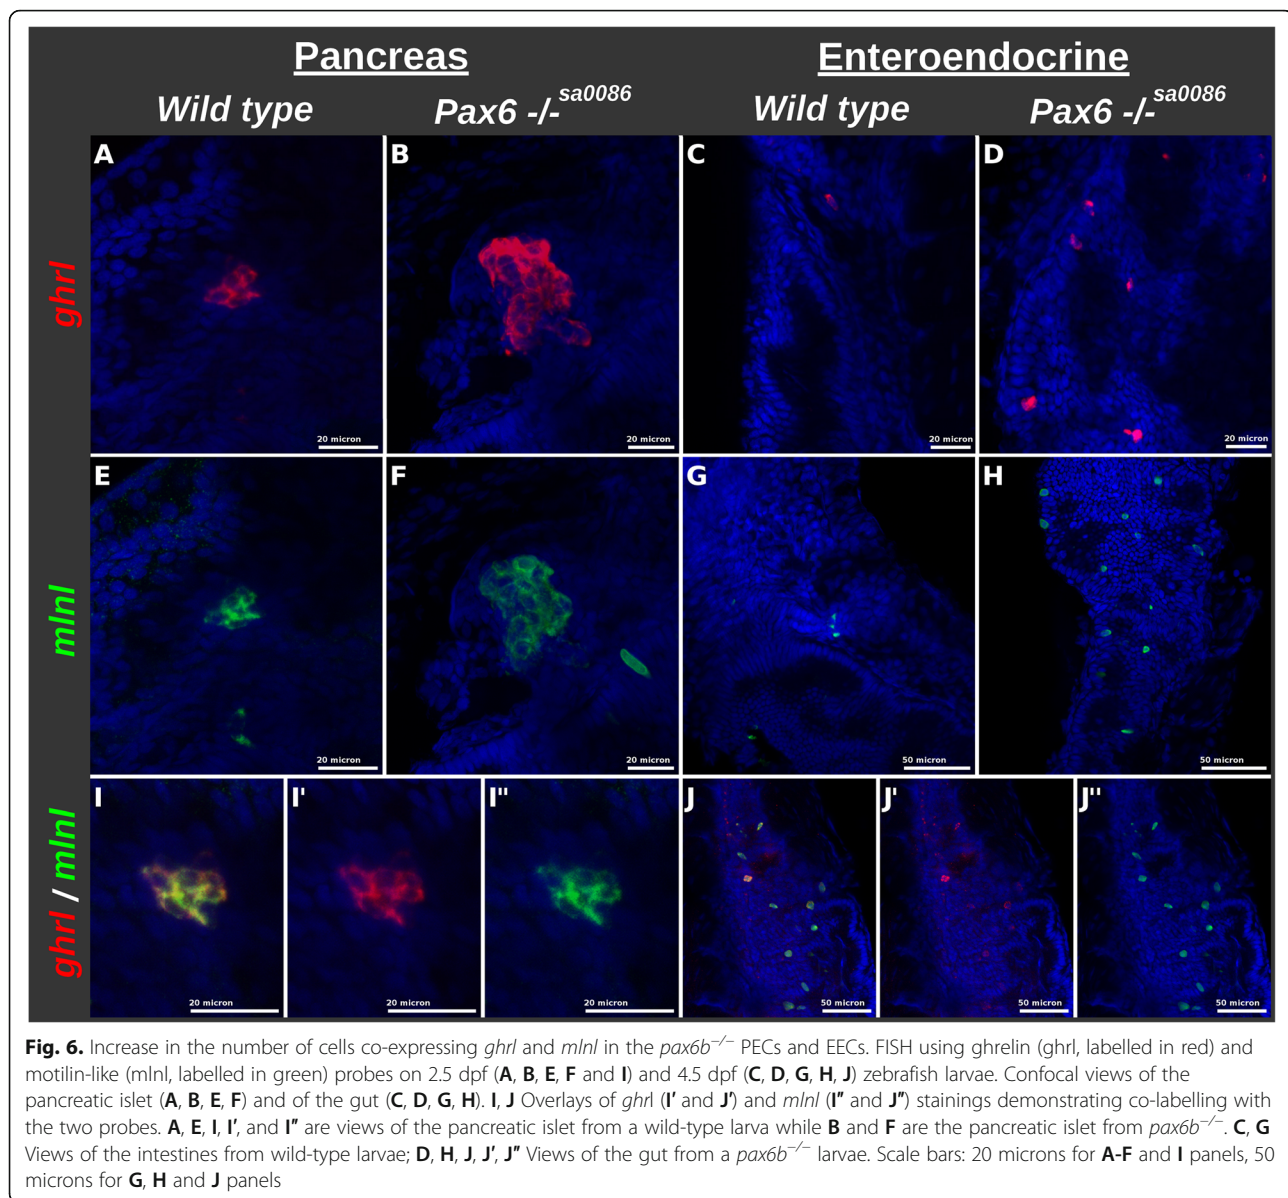 Pancreas Enteroendocrine
Wild type Pax6 -/-sa0086 Wild type Pax6 -/-sa0086
ghrl
A B C D
20 micron 20 micron 20 micron 20 micron
mlnl
E F G H
20 micron 20 micron 50 micron 50 micron
ghrl / mlnl
I I' I" J J' J"
20 micron 20 micron 20 micron 50 micron 50 micron 50 micron
Fig. 6. Increase in the number of cells co-expressing ghrl and mlnl in the pax6b−/− PECs and EECs. FISH using ghrelin (ghrl, labelled in red) and
motilin-like (mlnl, labelled in green) probes on 2.5 dpf (A, B, E, F and I) and 4.5 dpf (C, D, G, H, J) zebrafish larvae. Confocal views of the
pancreatic islet (A, B, E, F) and of the gut (C, D, G, H). I, J Overlays of ghrl (I′ and J′) and mlnl (I″ and J″) stainings demonstrating co-labelling with
the two probes. A, E, I, I′, and I″ are views of the pancreatic islet from a wild-type larva while B and F are the pancreatic islet from pax6b−/−. C, G
Views of the intestines from wild-type larvae; D, H, J, J′, J″ Views of the gut from a pax6b−/− larvae. Scale bars: 20 microns for A-F and I panels, 50
microns for G, H and J panels